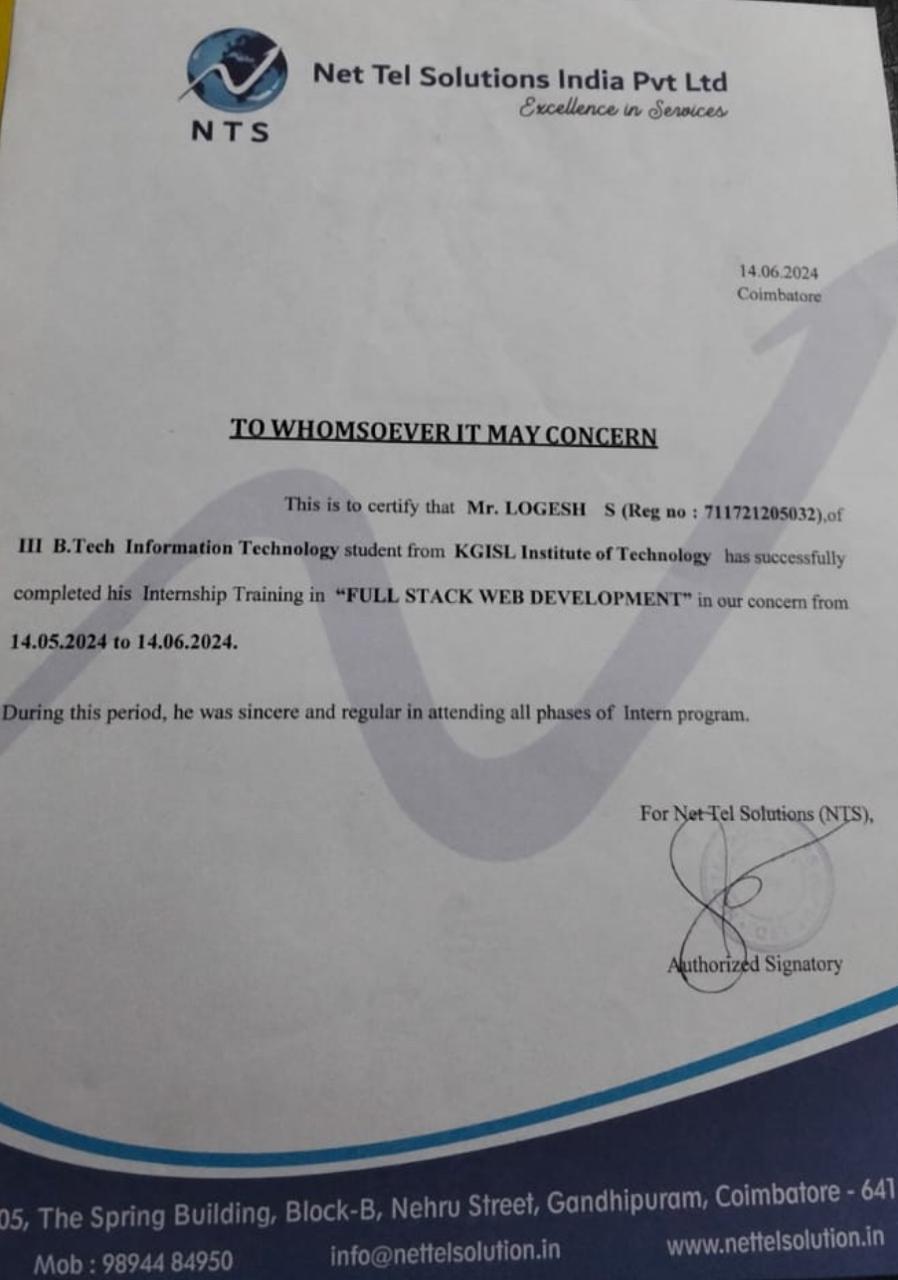 Net Tel Solutions India Pvt Ltd
Excellence in Services
NTS
14.06.2024
Coimbatore
TO WHOMSOEVER IT MAY CONCERN
This is to certify that Mr. LOGESH S (Reg no : 711721205032),of
III B.Tech Information Technology student from KGISL Institute of Technology has successfully
completed his Internship Training in “FULL STACK WEB DEVELOPMENT” in our concern from
14.05.2024 to 14.06.2024.
During this period, he was sincere and regular in attending all phases of Intern program.
For Net Tel Solutions (NTS),
Authorized Signatory
05, The Spring Building, Block-B, Nehru Street, Gandhipuram, Coimbatore - 641
Mob : 98944 84950 info@nettelsolution.in www.nettelsolution.in